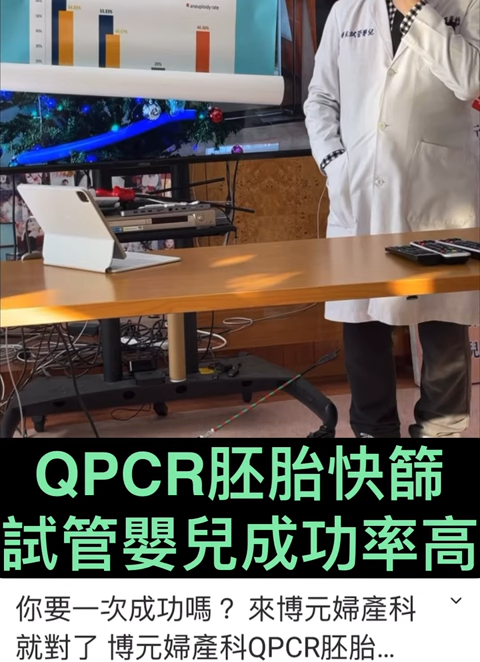 aneuploidy rate
QPCR胚胎快篩
試管嬰兒成功率高
你要一次成功嗎？ 來博元婦產科
就對了 博元婦產科QPCR胚胎...